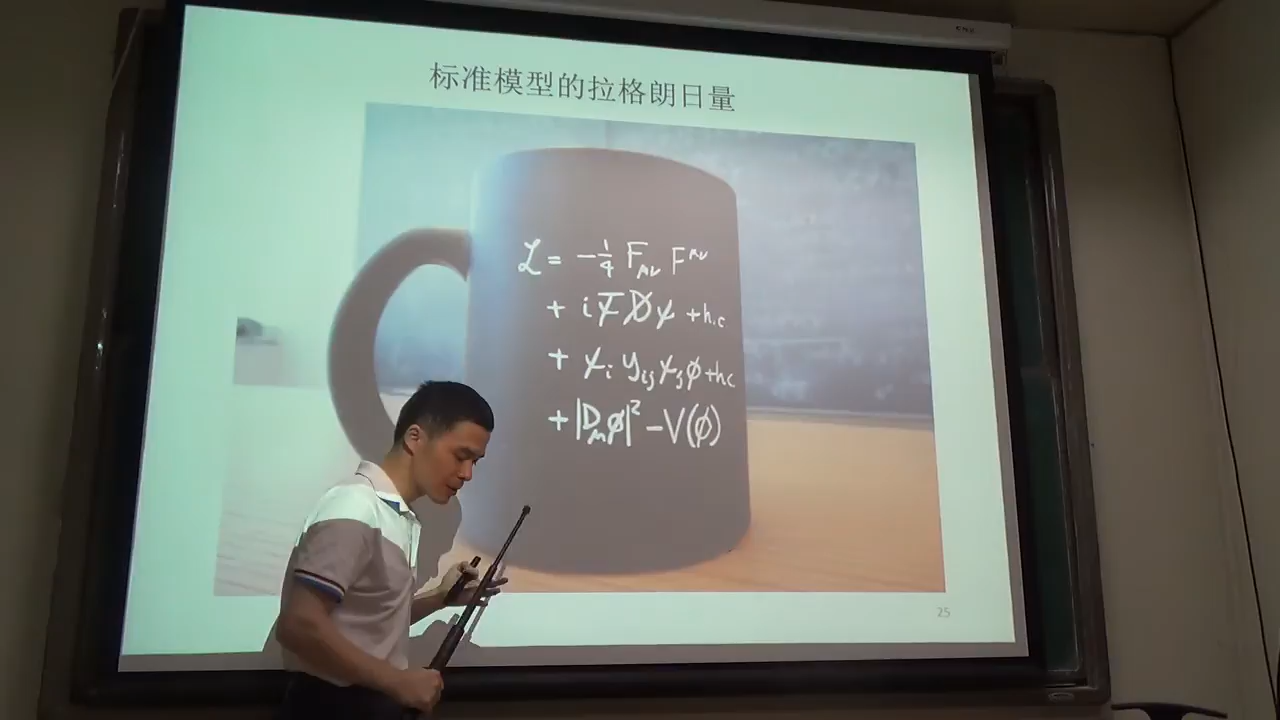 标准模型的拉格朗日量
ℒ = -¼ F_μν F^μν
+ i ψ̄ D̸ ψ + h.c
+ ψ_i y_ij ψ_j φ + h.c
+ |D_μ φ|² - V(φ)
25